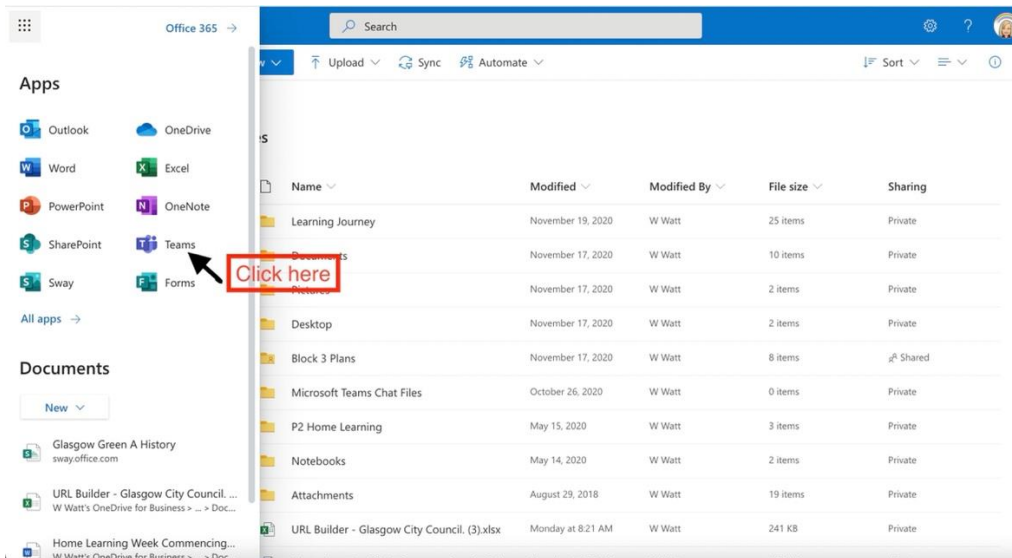 Office 365 →
Search
Apps
Outlook
OneDrive
Word
Excel
PowerPoint
OneNote
SharePoint
Teams
Sway
Forms
All apps →
Click here
Documents
New
Glasgow Green A History
sway.office.com
URL Builder - Glasgow City Council. ...
W Watt's OneDrive for Business > ... > Doc...
Home Learning Week Commencing...
W Watt's OneDrive for Business > ... > Doc...
Upload
Sync
Automate
Sort
Name Modified Modified By File size Sharing
Learning Journey November 19, 2020 W Watt 25 items Private
Documents November 17, 2020 W Watt 10 items Private
Pictures November 17, 2020 W Watt 2 items Private
Desktop November 17, 2020 W Watt 2 items Private
Block 3 Plans November 17, 2020 W Watt 8 items Shared
Microsoft Teams Chat Files October 26, 2020 W Watt 0 items Private
P2 Home Learning May 15, 2020 W Watt 3 items Private
Notebooks May 14, 2020 W Watt 2 items Private
Attachments August 29, 2018 W Watt 19 items Private
URL Builder - Glasgow City Council. (3).xlsx Monday at 8:21 AM W Watt 241 KB Private